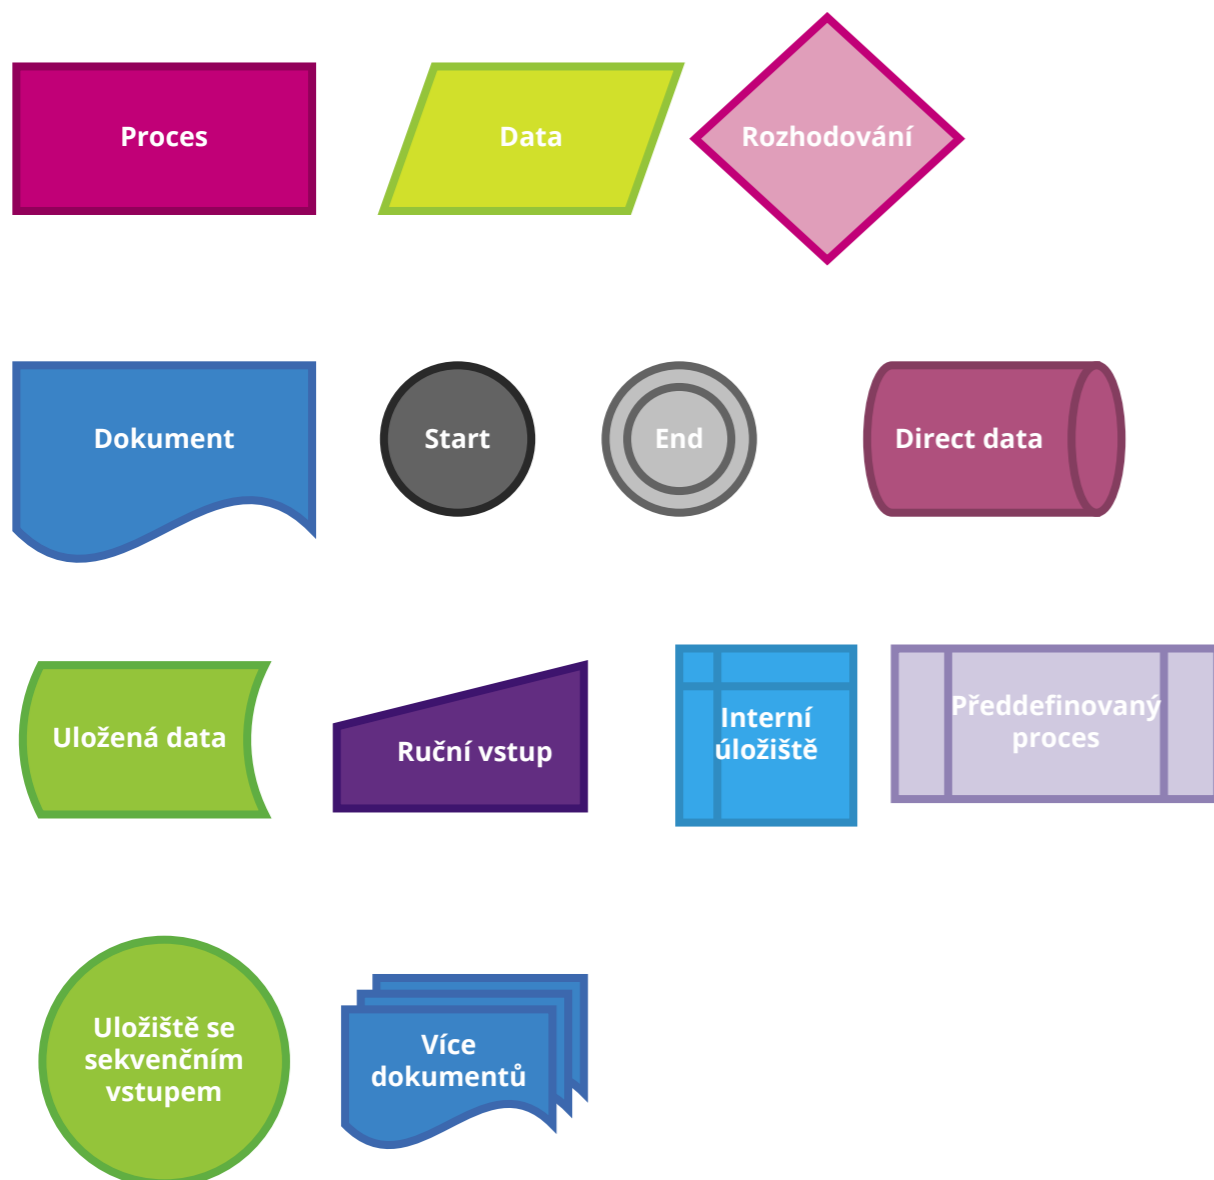 Proces
Data
Rozhodování
Dokument
Start
End
Direct data
Uložená data
Ruční vstup
Interní
úložiště
Předdefinovaný
proces
Uložiště se
sekvenčním
vstupem
Více
dokumentů